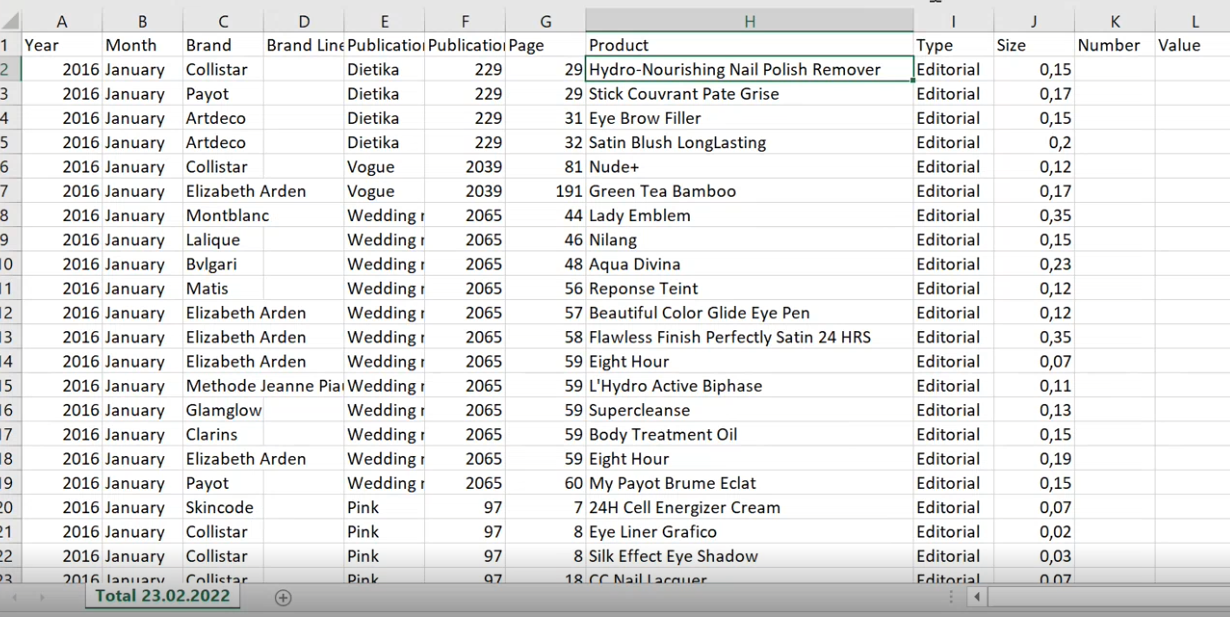 A B C D E F G H I J K L
1 Year Month Brand Brand Line Publication Publication Page Product Type Size Number Value
2 2016 January Collistar Dietika 229 29 Hydro-Nourishing Nail Polish Remover Editorial 0,15
3 2016 January Payot Dietika 229 29 Stick Couvrant Pate Grise Editorial 0,17
4 2016 January Artdeco Dietika 229 31 Eye Brow Filler Editorial 0,15
5 2016 January Artdeco Dietika 229 32 Satin Blush LongLasting Editorial 0,2
6 2016 January Collistar Vogue 2039 81 Nude+ Editorial 0,12
7 2016 January Elizabeth Arden Vogue 2039 191 Green Tea Bamboo Editorial 0,17
8 2016 January Montblanc Wedding 2065 44 Lady Emblem Editorial 0,35
9 2016 January Lalique Wedding 2065 46 Nilang Editorial 0,15
10 2016 January Bvlgari Wedding 2065 48 Aqua Divina Editorial 0,23
11 2016 January Matis Wedding 2065 56 Reponse Teint Editorial 0,12
12 2016 January Elizabeth Arden Wedding 2065 57 Beautiful Color Glide Eye Pen Editorial 0,12
13 2016 January Elizabeth Arden Wedding 2065 58 Flawless Finish Perfectly Satin 24 HRS Editorial 0,35
14 2016 January Elizabeth Arden Wedding 2065 59 Eight Hour Editorial 0,07
15 2016 January Methode Jeanne Pia Wedding 2065 59 L'Hydro Active Biphase Editorial 0,11
16 2016 January Glamglow Wedding 2065 59 Supercleanse Editorial 0,13
17 2016 January Clarins Wedding 2065 59 Body Treatment Oil Editorial 0,15
18 2016 January Elizabeth Arden Wedding 2065 59 Eight Hour Editorial 0,19
19 2016 January Payot Wedding 2065 60 My Payot Brume Eclat Editorial 0,15
20 2016 January Skincode Pink 97 7 24H Cell Energizer Cream Editorial 0,07
21 2016 January Collistar Pink 97 8 Eye Liner Grafico Editorial 0,02
22 2016 January Collistar Pink 97 8 Silk Effect Eye Shadow Editorial 0,03
23 2016 January Collistar Pink 97 18 CC Nail Lacquer Editorial 0,07
Total 23.02.2022